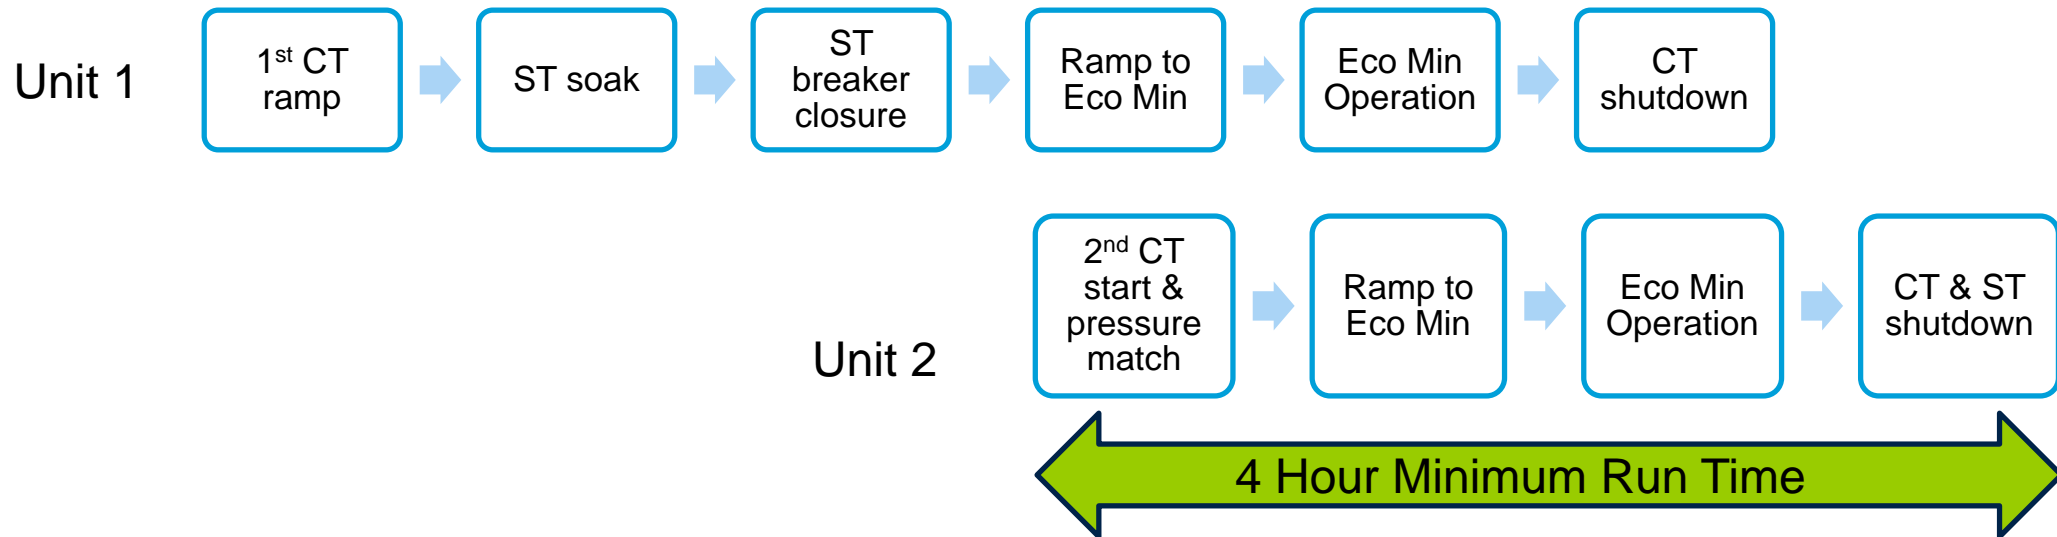 Unit 1
1st CT
ramp
ST soak
ST
breaker
closure
Ramp to
Eco Min
Eco Min
Operation
CT
shutdown
Unit 2
2nd CT
start &
pressure
match
Ramp to
Eco Min
Eco Min
Operation
CT & ST
shutdown
4 Hour Minimum Run Time